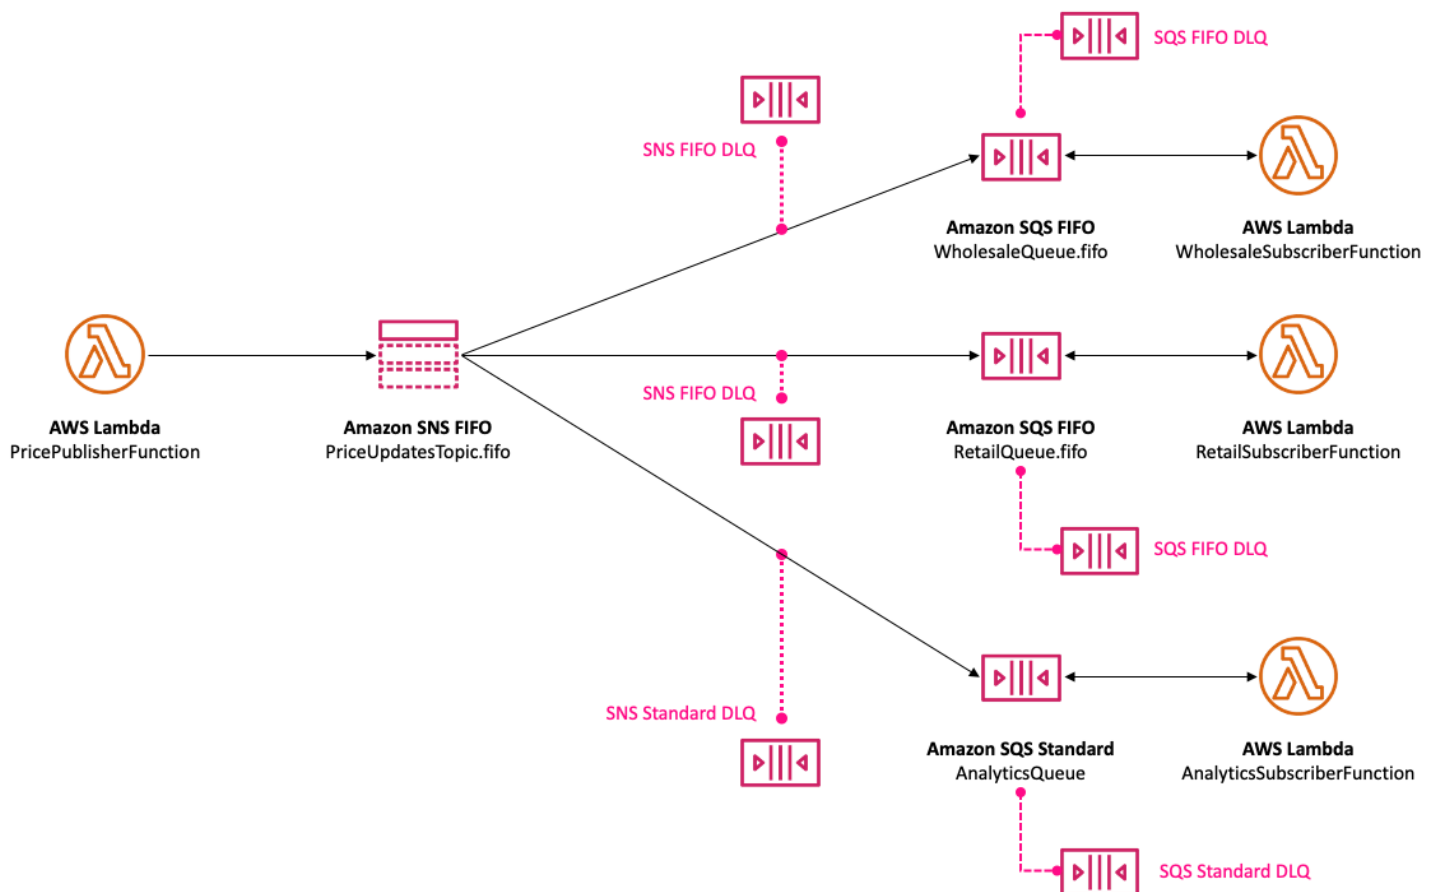 SQS FIFO DLQ
SNS FIFO DLQ
Amazon SQS FIFO
WholesaleQueue.fifo
AWS Lambda
WholesaleSubscriberFunction
AWS Lambda
PricePublisherFunction
Amazon SNS FIFO
PriceUpdatesTopic.fifo
SNS FIFO DLQ
Amazon SQS FIFO
RetailQueue.fifo
AWS Lambda
RetailSubscriberFunction
SQS FIFO DLQ
SNS Standard DLQ
Amazon SQS Standard
AnalyticsQueue
AWS Lambda
AnalyticsSubscriberFunction
SQS Standard DLQ